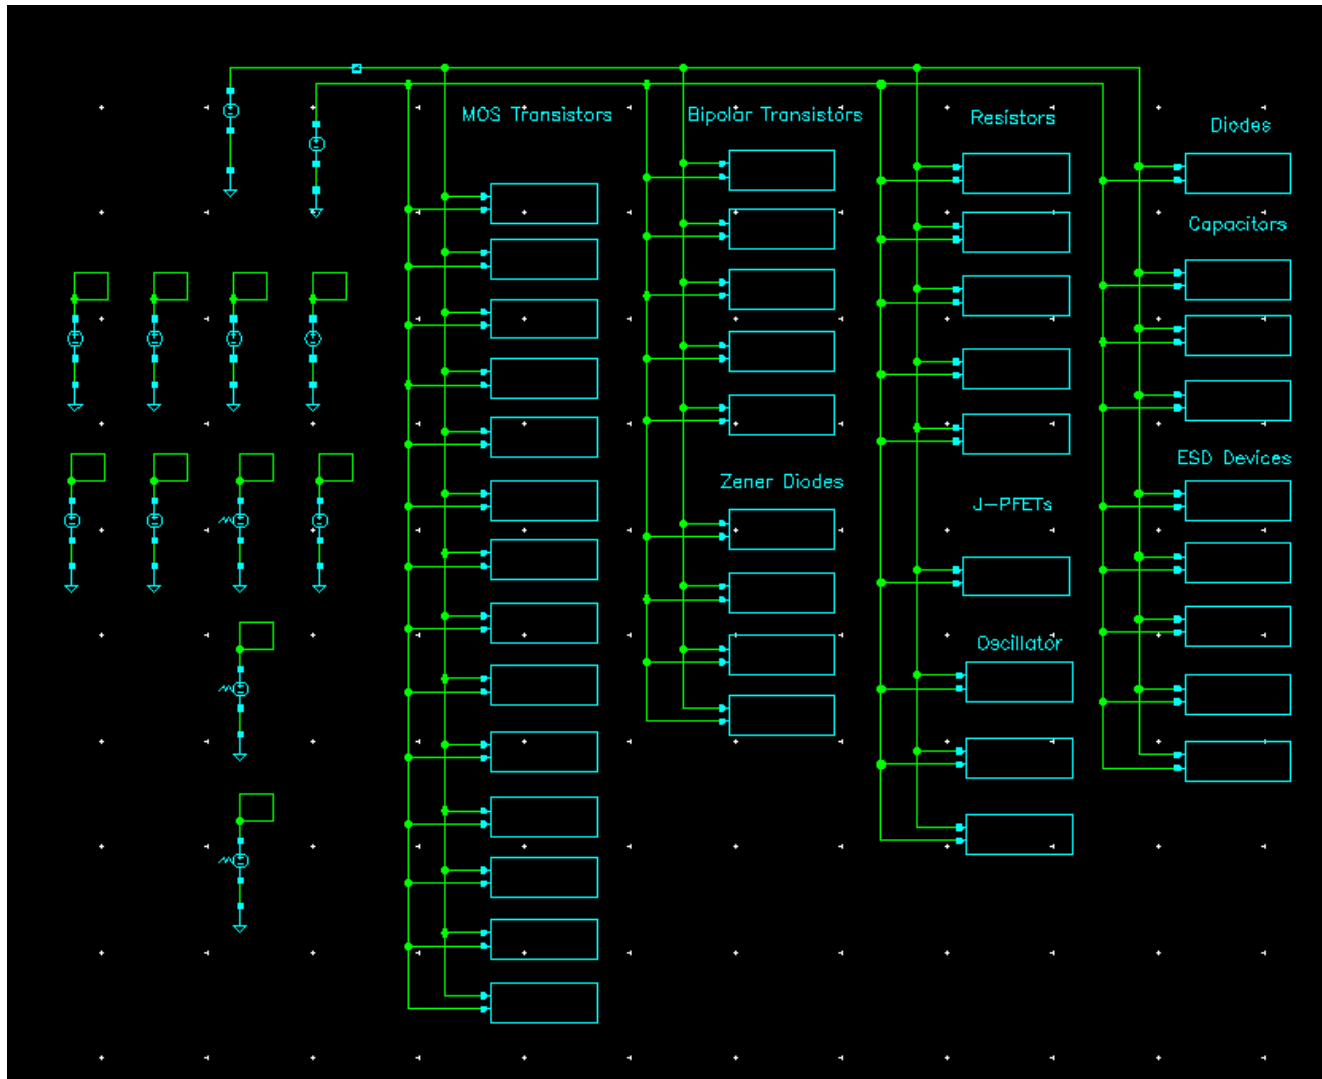 MOS Transistors
Bipolar Transistors
Resistors
Diodes
Capacitors
ESD Devices
Zener Diodes
J-PFETs
Oscillator